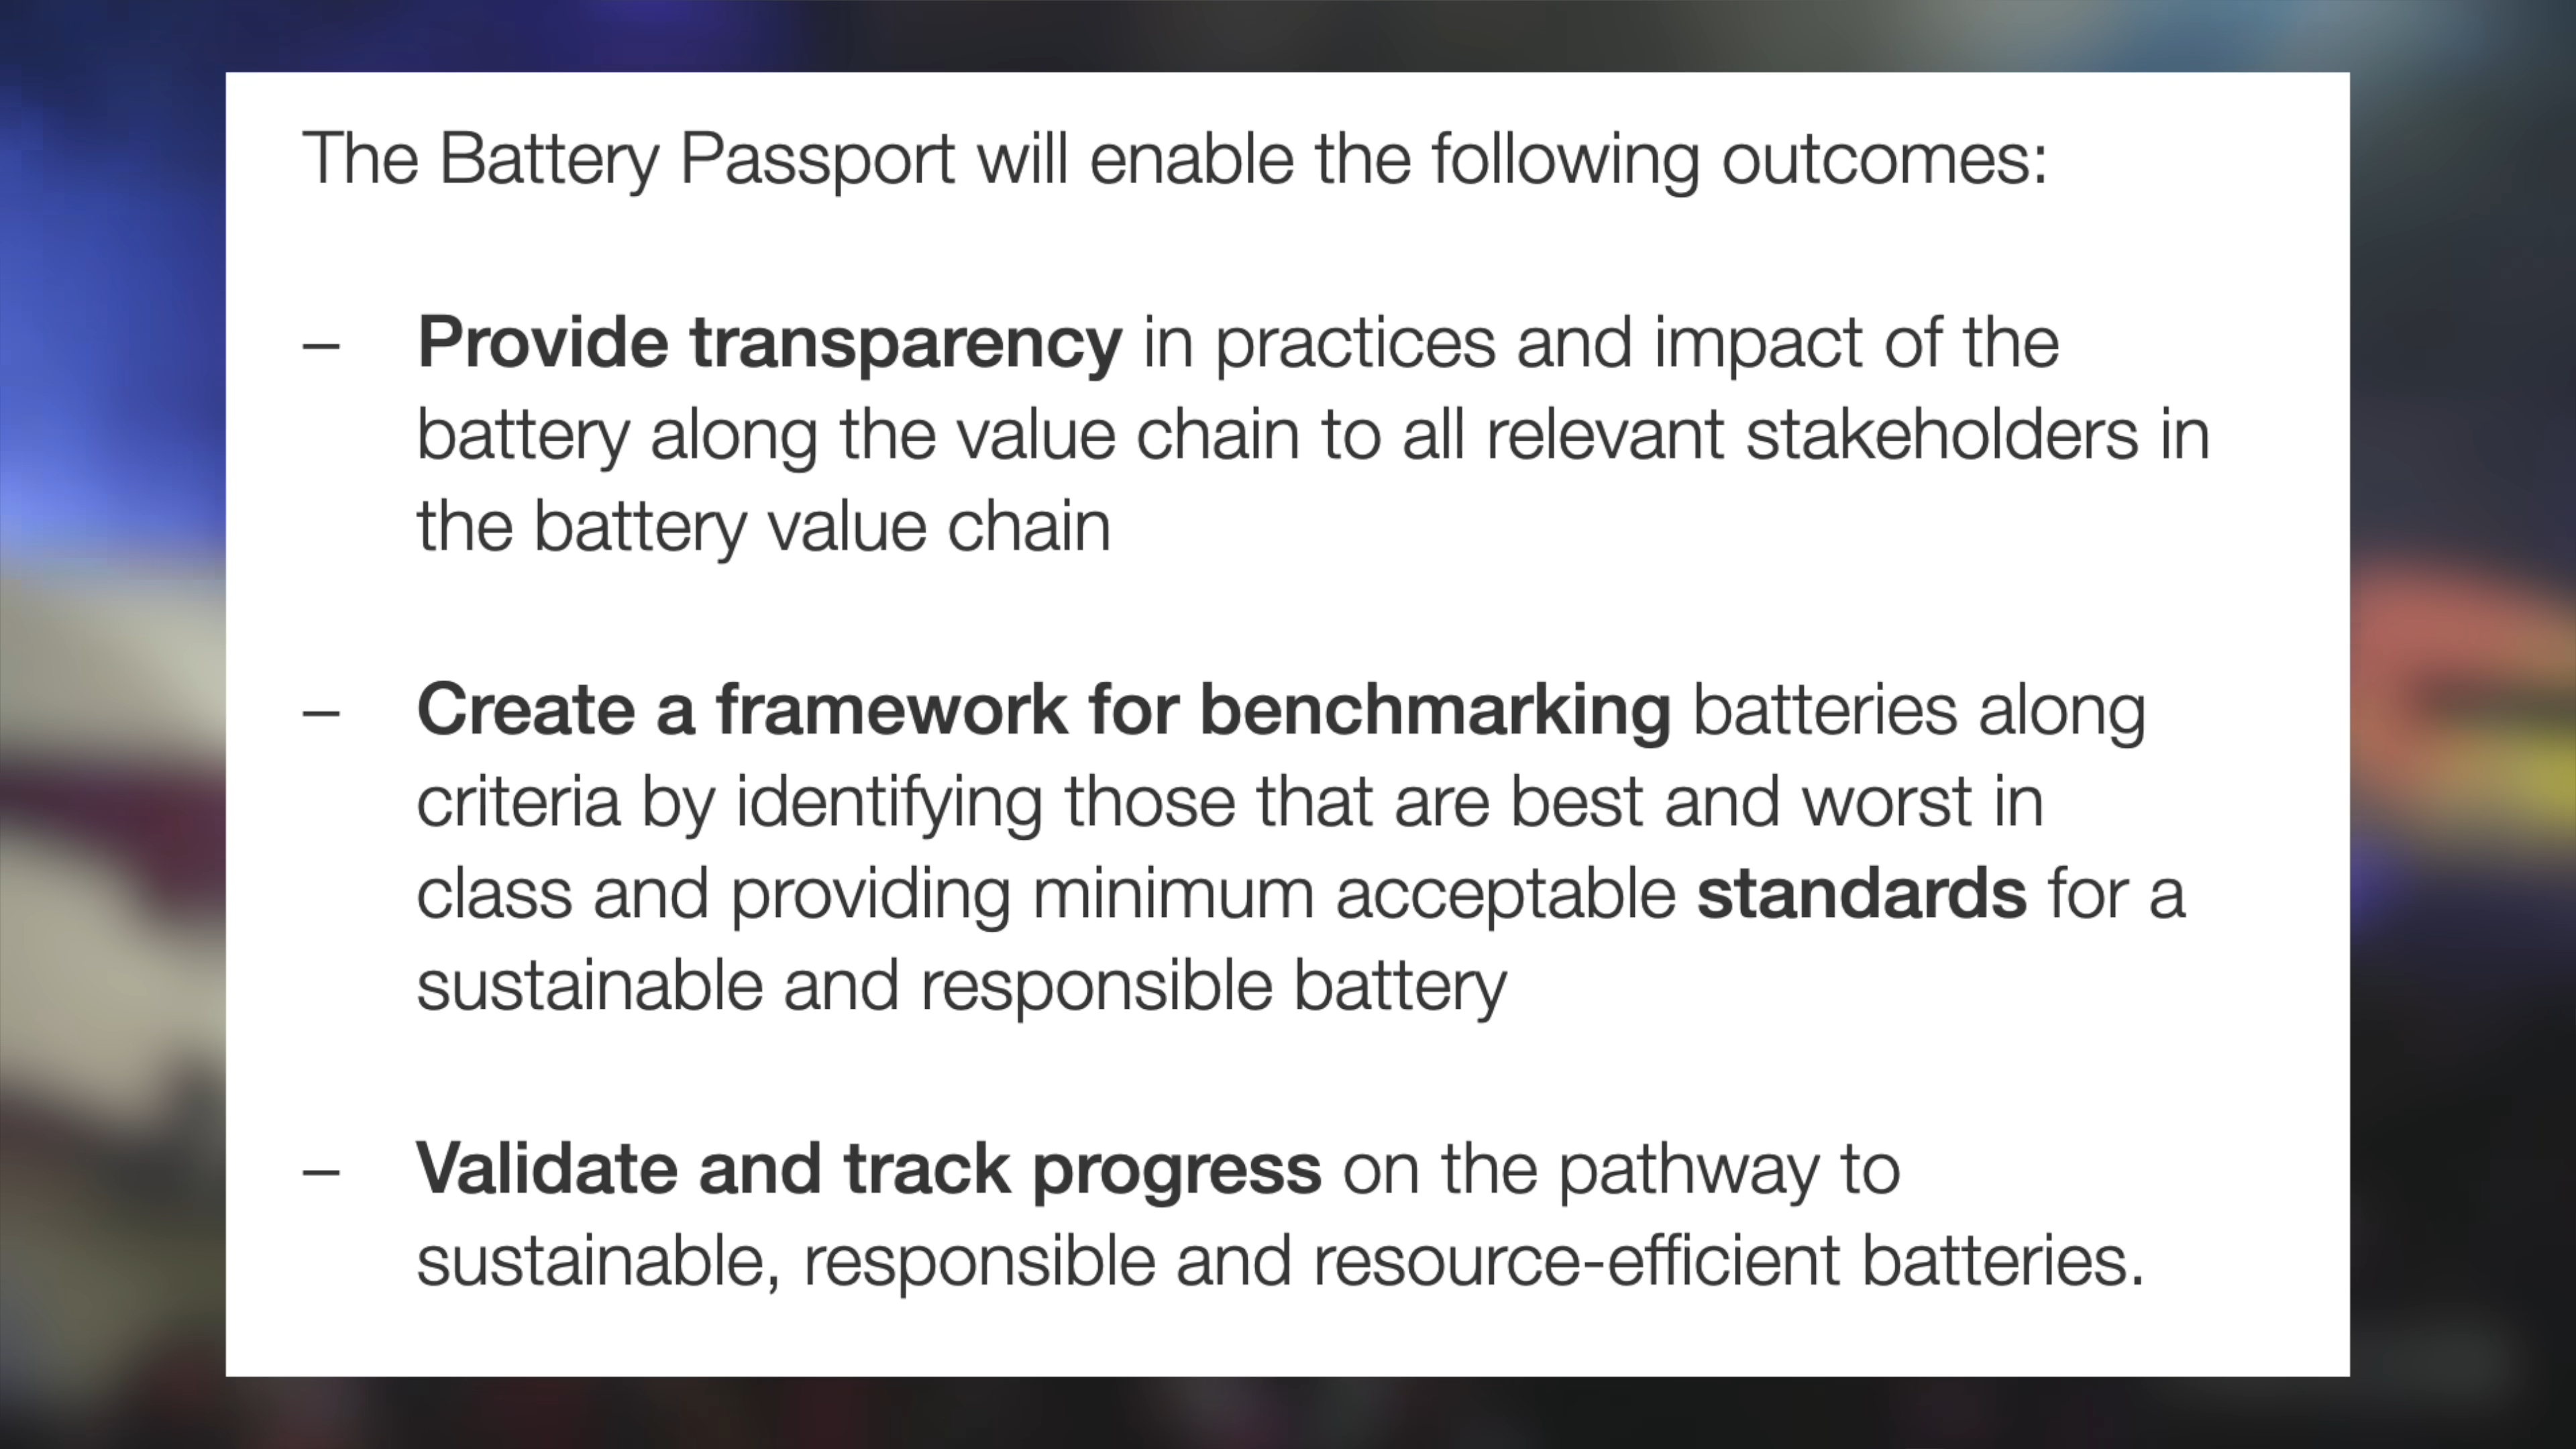 The Battery Passport will enable the following outcomes:
– Provide transparency in practices and impact of the
battery along the value chain to all relevant stakeholders in
the battery value chain
– Create a framework for benchmarking batteries along
criteria by identifying those that are best and worst in
class and providing minimum acceptable standards for a
sustainable and responsible battery
– Validate and track progress on the pathway to
sustainable, responsible and resource-efficient batteries.